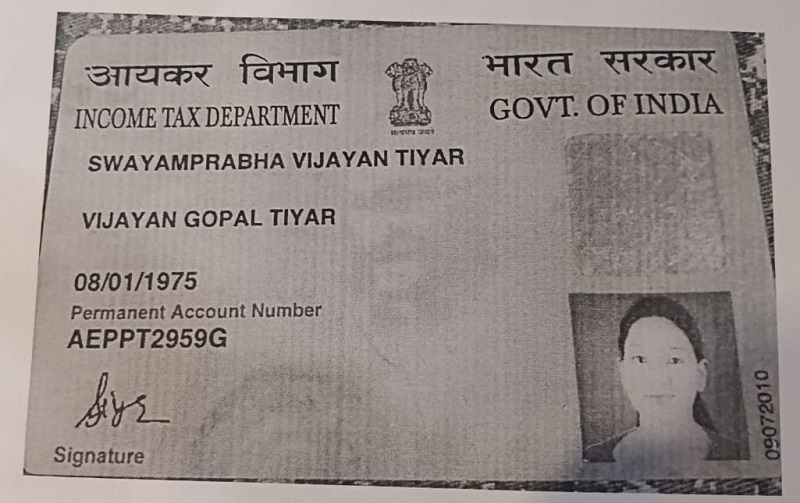 आयकर विभाग
INCOME TAX DEPARTMENT
भारत सरकार
GOVT. OF INDIA
सत्यमेव जयते
SWAYAMPRABHA VIJAYAN TIYAR
VIJAYAN GOPAL TIYAR
08/01/1975
Permanent Account Number
AEPPT2959G
Signature
09072010